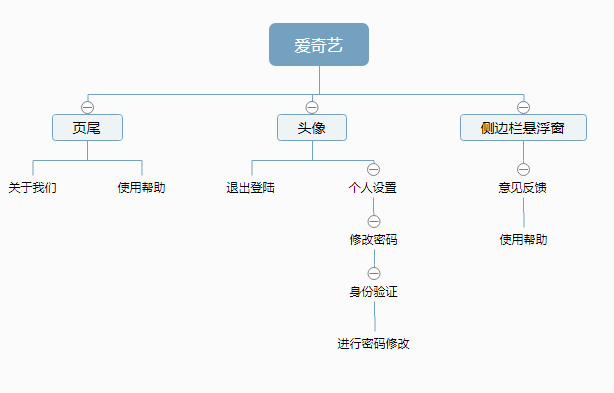 爱奇艺
页尾
头像
侧边栏悬浮窗
关于我们
使用帮助
退出登陆
个人设置
意见反馈
修改密码
使用帮助
身份验证
进行密码修改